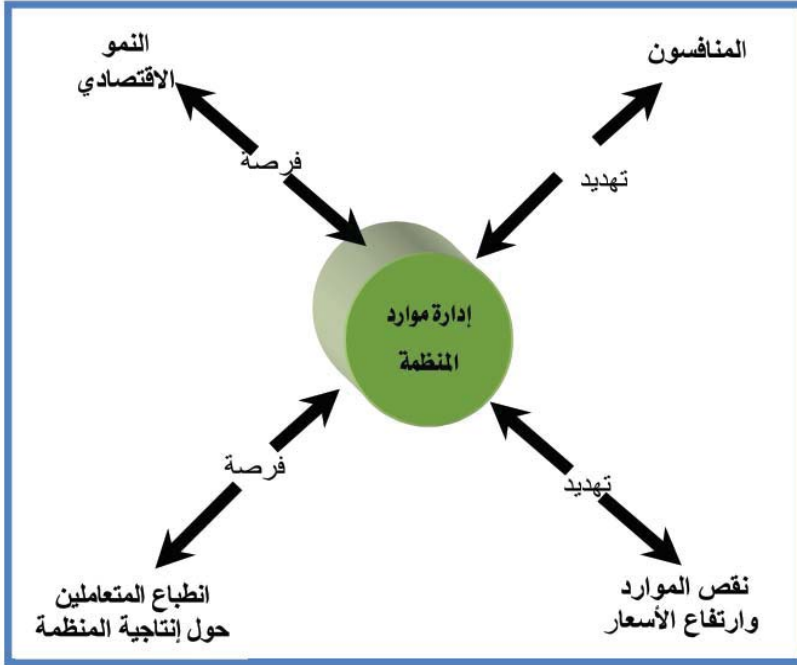 المنافسون
النمو
الاقتصادي
تهديد
فرصة
إدارة موارد
المنظمة
تهديد
فرصة
نقص الموارد
وارتفاع الأسعار
انطباع المتعاملين
حول إنتاجية المنظمة